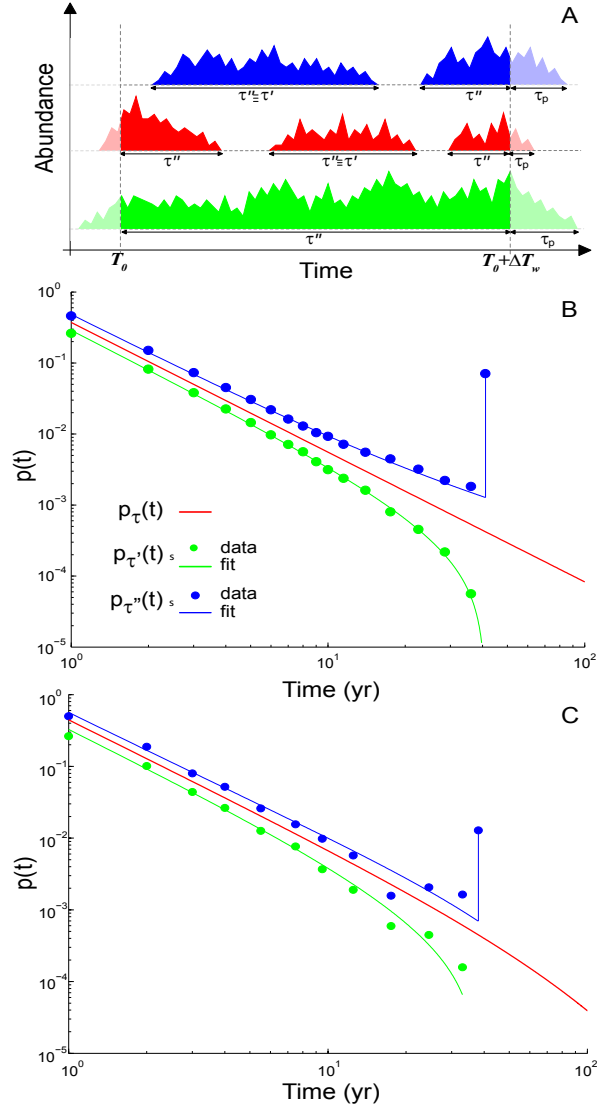 A
Abundance
τ''≡τ' τ'' τp
τ'' τ''≡τ' τ'' τp
τ'' τp
T0 Time T0+ΔTw
B
10^0
10^-1
10^-2
10^-3
10^-4
10^-5
p(t)
pτ(t)
pτ'(t) s data
fit
pτ''(t) s data
fit
10^0 10^1 10^2
Time (yr)
C
10^0
10^-1
10^-2
10^-3
10^-4
10^-5
p(t)
10^0 10^1 10^2
Time (yr)